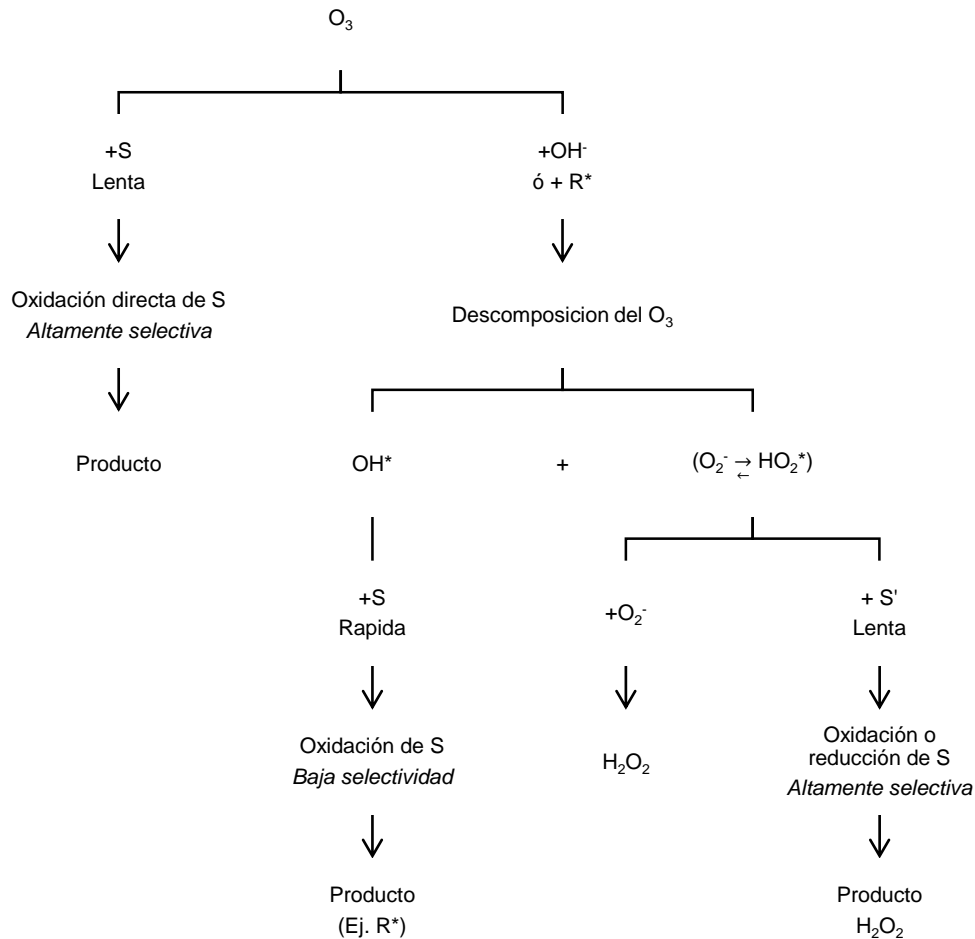 O₃
+S
Lenta
+OH⁻
ó + R*
Oxidación directa de S
Altamente selectiva
Descomposicion del O₃
Producto
OH*
+
(O₂⁻ →← HO₂*)
+S
Rapida
+O₂⁻
+ S'
Lenta
Oxidación de S
Baja selectividad
H₂O₂
Oxidación o
reducción de S
Altamente selectiva
Producto
(Ej. R*)
Producto
H₂O₂